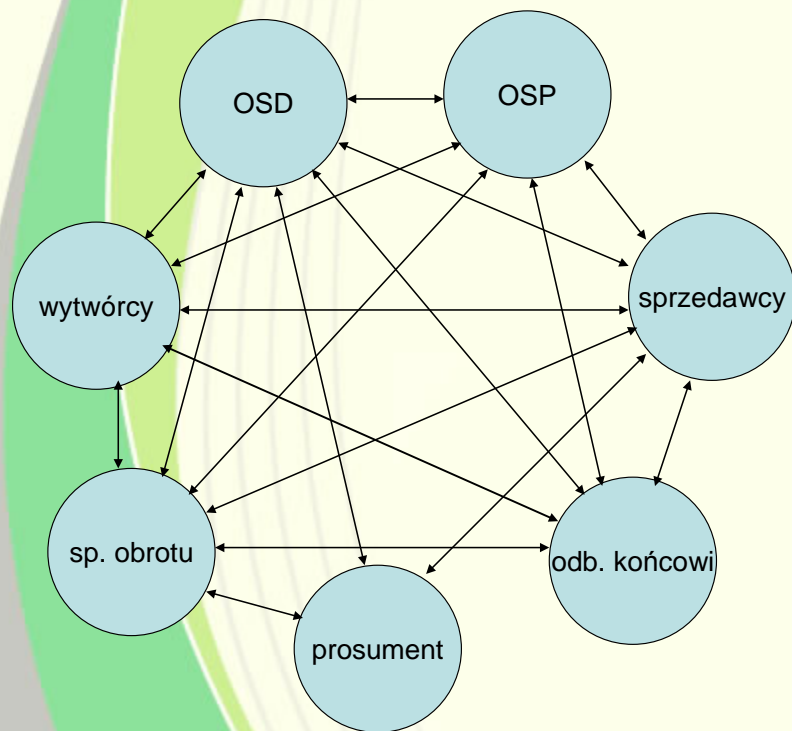 OSD
OSP
wytwórcy
sprzedawcy
sp. obrotu
odb. końcowi
prosument